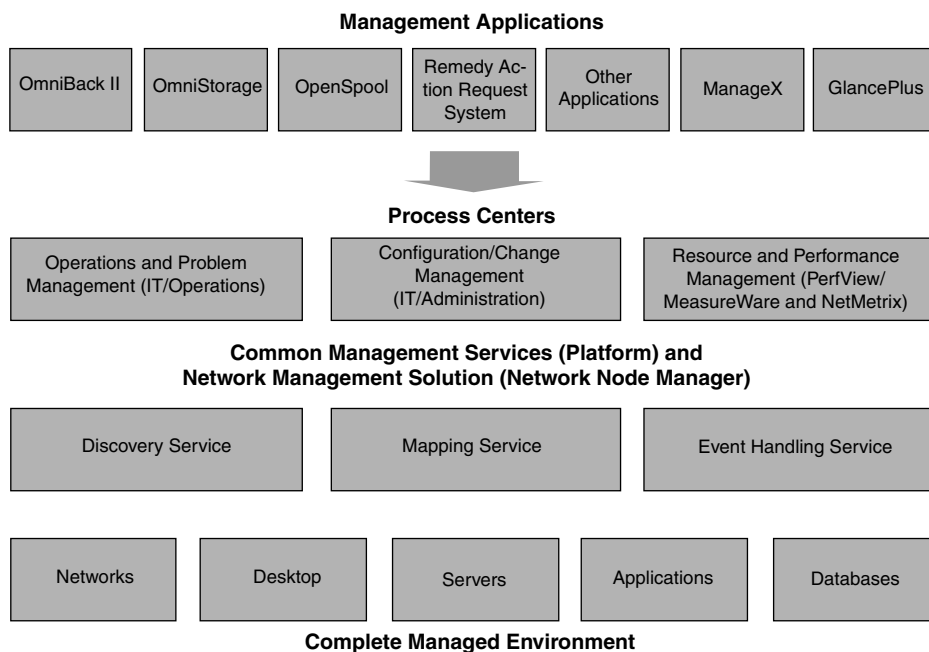 Management Applications
OmniBack II
OmniStorage
OpenSpool
Remedy Ac-
tion Request
System
Other
Applications
ManageX
GlancePlus
Process Centers
Operations and Problem
Management (IT/Operations)
Configuration/Change
Management
(IT/Administration)
Resource and Performance
Management (PerfView/
MeasureWare and NetMetrix)
Common Management Services (Platform) and
Network Management Solution (Network Node Manager)
Discovery Service
Mapping Service
Event Handling Service
Networks
Desktop
Servers
Applications
Databases
Complete Managed Environment